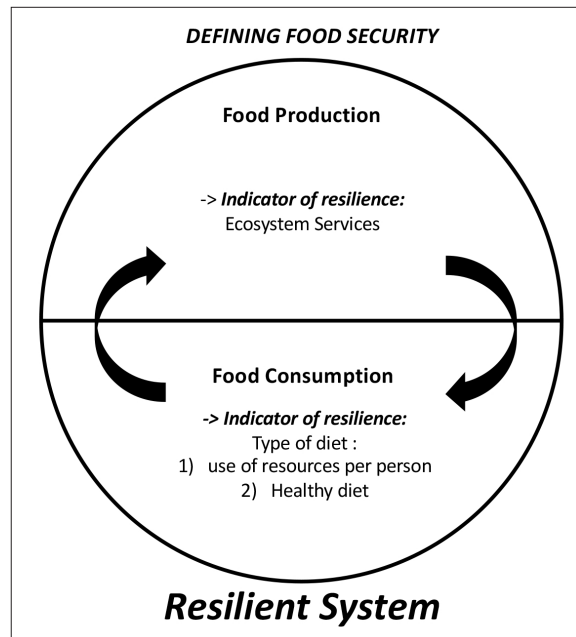 DEFINING FOOD SECURITY
Food Production
-> Indicator of resilience:
Ecosystem Services
Food Consumption
-> Indicator of resilience:
Type of diet :
1) use of resources per person
2) Healthy diet
Resilient System